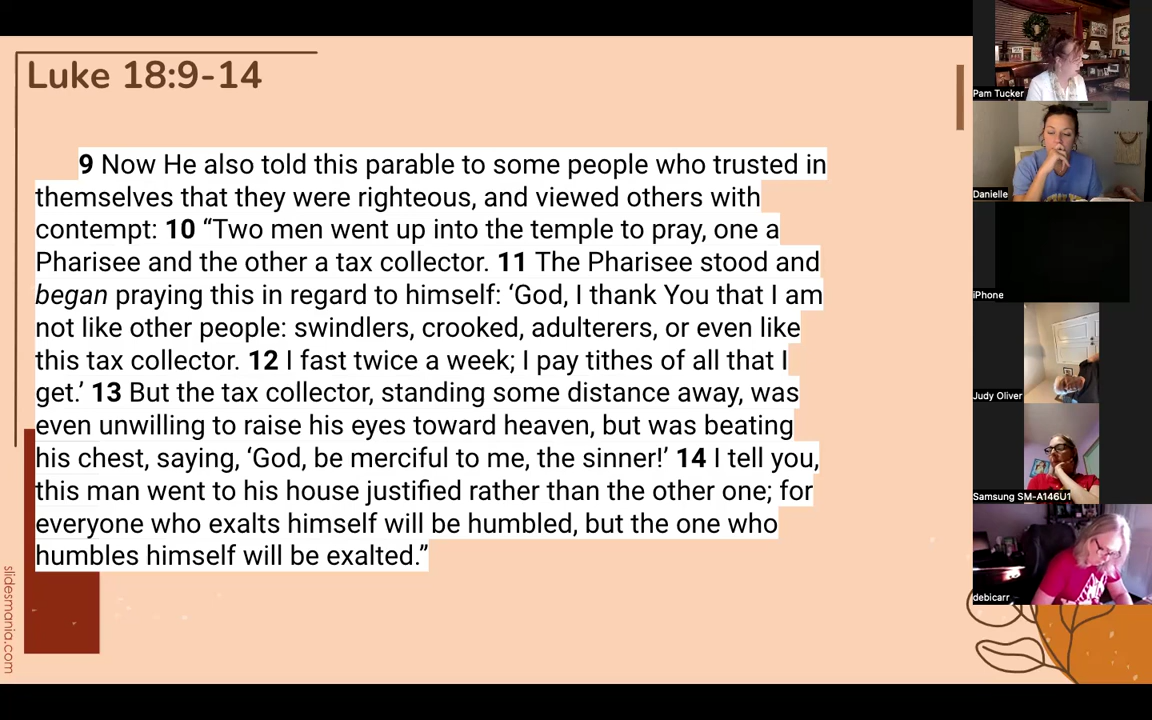 Luke 18:9-14
9 Now He also told this parable to some people who trusted in
themselves that they were righteous, and viewed others with
contempt: 10 “Two men went up into the temple to pray, one a
Pharisee and the other a tax collector. 11 The Pharisee stood and
began praying this in regard to himself: ‘God, I thank You that I am
not like other people: swindlers, crooked, adulterers, or even like
this tax collector. 12 I fast twice a week; I pay tithes of all that I
get.’ 13 But the tax collector, standing some distance away, was
even unwilling to raise his eyes toward heaven, but was beating
his chest, saying, ‘God, be merciful to me, the sinner!’ 14 I tell you,
this man went to his house justified rather than the other one; for
everyone who exalts himself will be humbled, but the one who
humbles himself will be exalted.”
slidesmania.com
Pam Tucker
Danielle
iPhone
Judy Oliver
Samsung SM-A146U1
debicarr